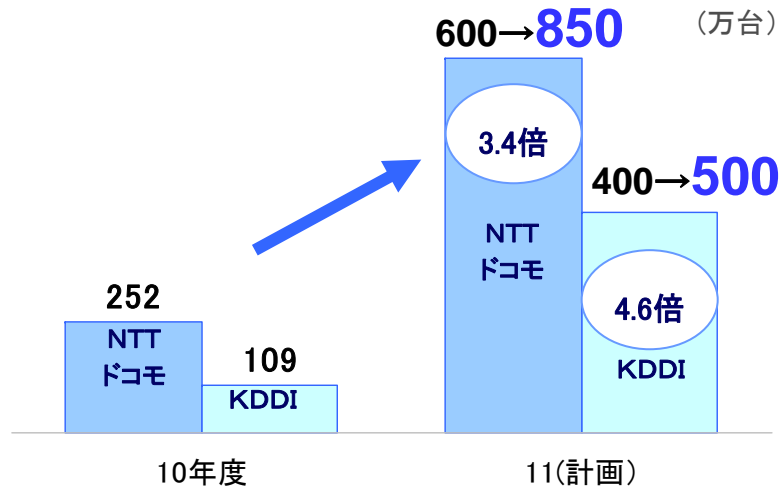 (万台)
600→850
3.4倍
400→500
NTT
ドコモ
4.6倍
KDDI
252
NTT
ドコモ
109
KDDI
10年度
11(計画)